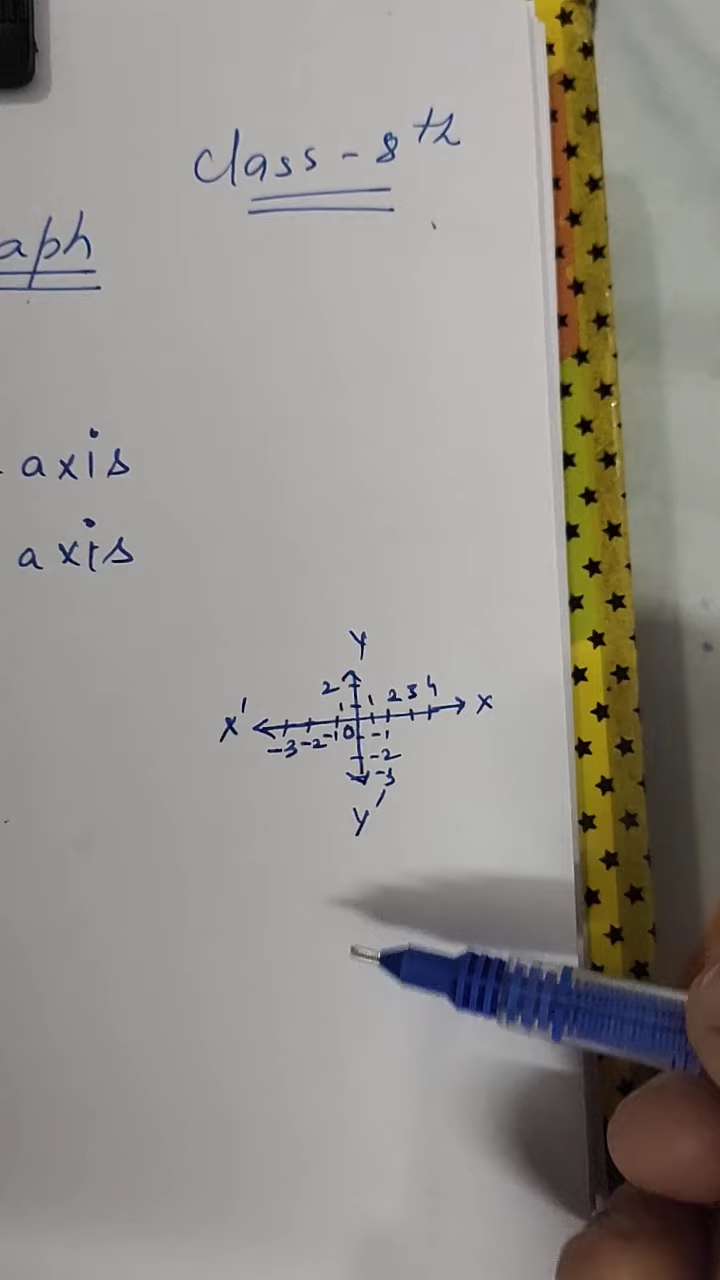 class - 8th
aph
axis
axis
Y
2
1 1 2 3 4
X' X
-3 -2 -1 0 -1
-2
-3
Y'